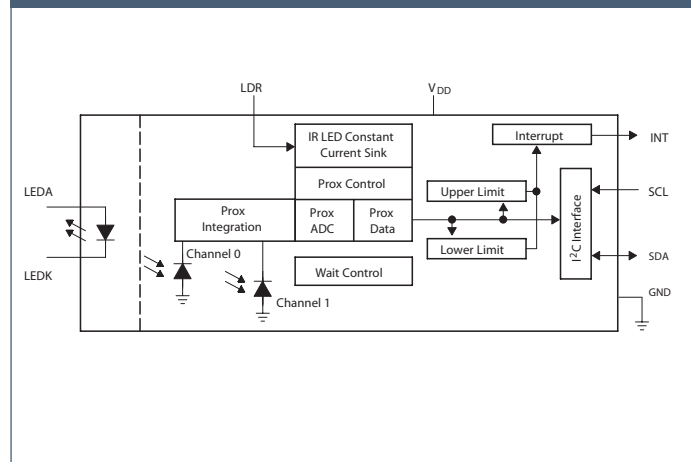 LDR
VDD
IR LED Constant
Current Sink
Interrupt
INT
Prox Control
LEDA
Upper Limit
SCL
Prox
Integration
Prox
ADC
Prox
Data
I²C Interface
Lower Limit
Channel 0
SDA
LEDK
Wait Control
GND
Channel 1